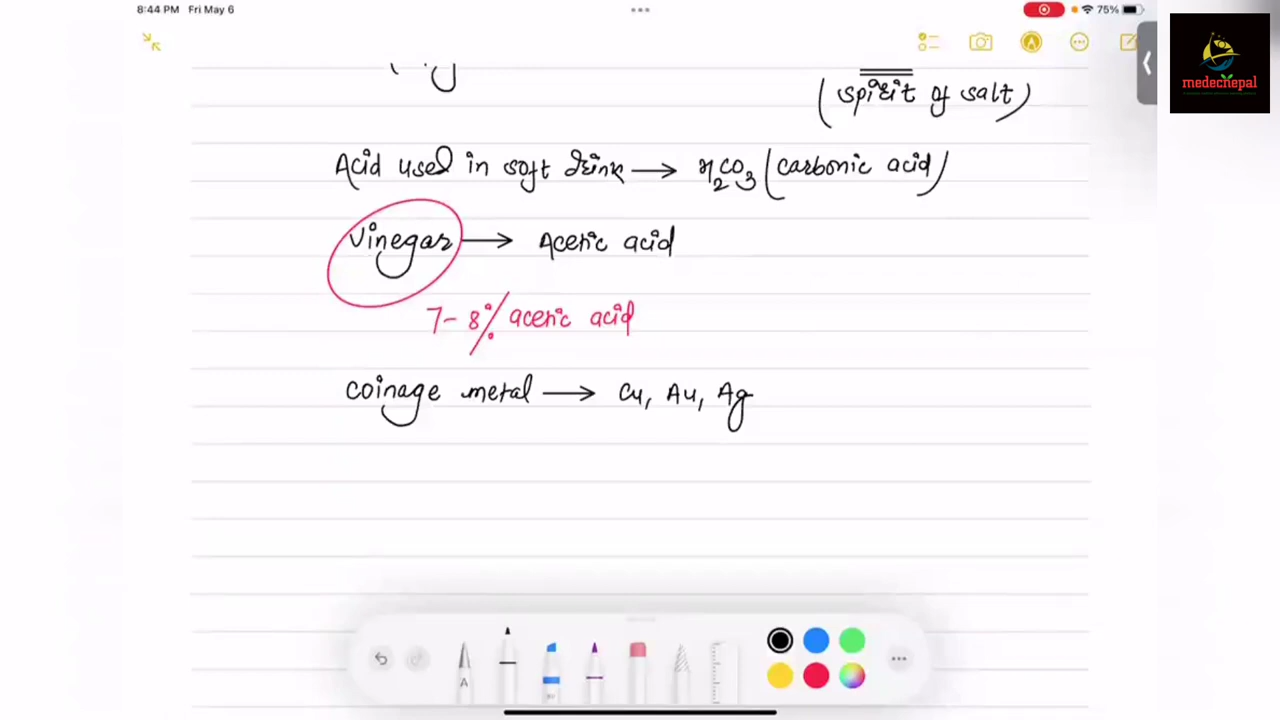 8:44 PM Fri May 6
75%
medecnepal
(spirit of salt)
Acid used in soft drink → H2CO3 (carbonic acid)
Vinegar → Acetic acid
7-8% acetic acid
Coinage metal → Cu, Au, Ag
A